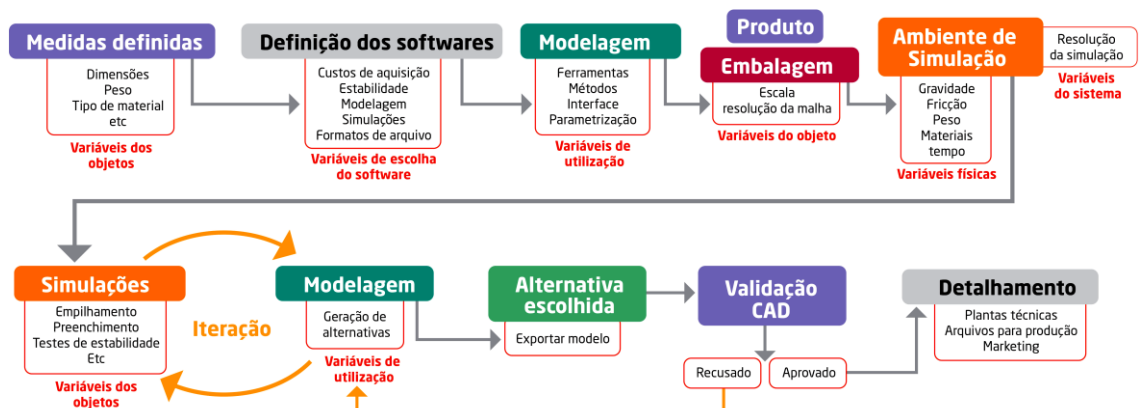 Medidas definidas
Dimensões
Peso
Tipo de material
etc
Variáveis dos
objetos
Definição dos softwares
Custos de aquisição
Estabilidade
Modelagem
Simulações
Formatos de arquivo
Variáveis de escolha
do software
Modelagem
Ferramentas
Métodos
Interface
Parametrização
Variáveis de
utilização
Produto
Embalagem
Escala
resolução da malha
Variáveis do objeto
Ambiente de
Simulação
Gravidade
Fricção
Peso
Materiais
tempo
Variáveis físicas
Resolução
da simulação
Variáveis
do sistema
Simulações
Empilhamento
Preenchimento
Testes de estabilidade
Etc
Variáveis dos
objetos
Iteração
Modelagem
Geração de
alternativas
Variáveis de
utilização
Alternativa
escolhida
Exportar modelo
Validação
CAD
Recusado
Aprovado
Detalhamento
Plantas técnicas
Arquivos para produção
Marketing